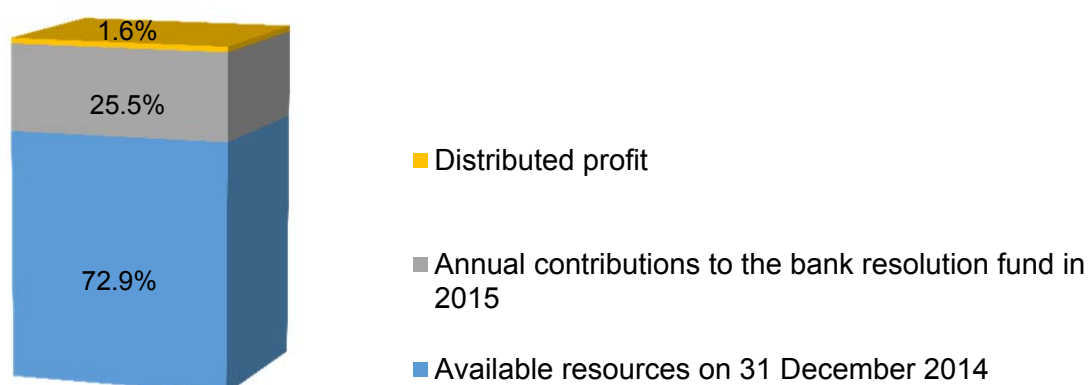 1.6%
25.5%
72.9%
Distributed profit
Annual contributions to the bank resolution fund in
2015
Available resources on 31 December 2014